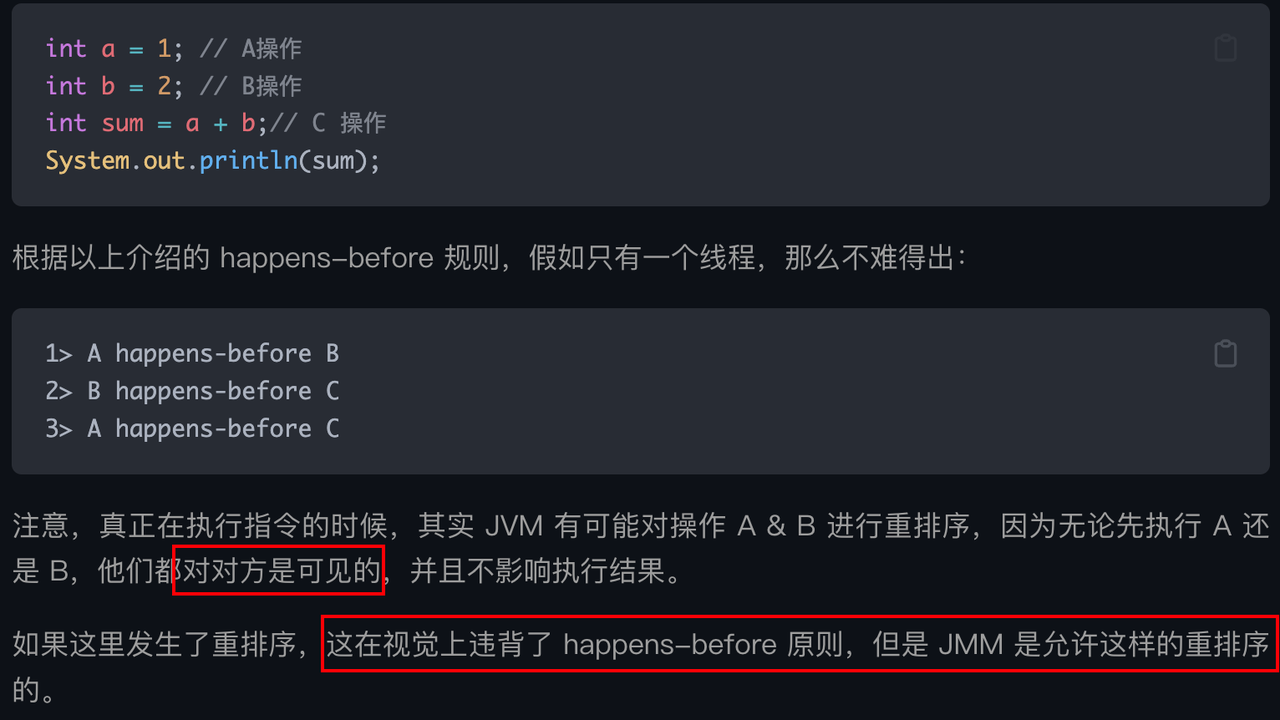 int a = 1; // A操作
int b = 2; // B操作
int sum = a + b;// C 操作
System.out.println(sum);
根据以上介绍的 happens-before 规则，假如只有一个线程，那么不难得出：
1> A happens-before B
2> B happens-before C
3> A happens-before C
注意，真正在执行指令的时候，其实 JVM 有可能对操作 A & B 进行重排序，因为无论先执行 A 还
是 B，他们都对对方是可见的，并且不影响执行结果。
如果这里发生了重排序，这在视觉上违背了 happens-before 原则，但是 JMM 是允许这样的重排序
的。